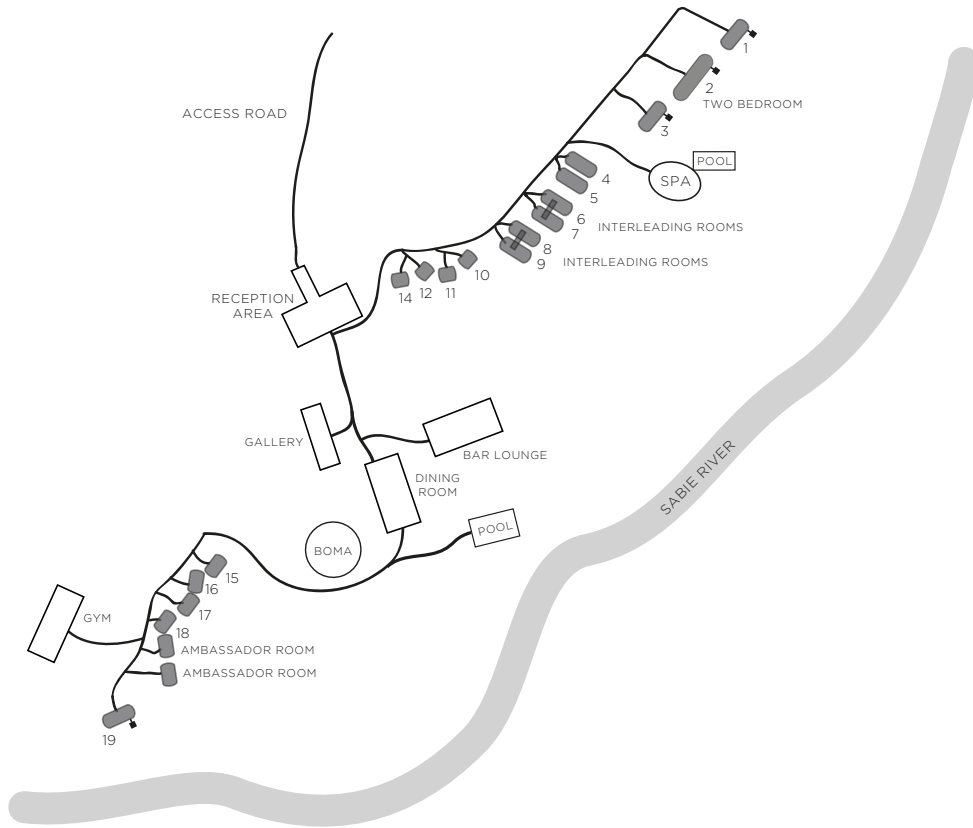 1
2
TWO BEDROOM
ACCESS ROAD
3
POOL
SPA
4
5
6
7
INTERLEADING ROOMS
8
9
INTERLEADING ROOMS
10
11
12
14
RECEPTION
AREA
GALLERY
BAR LOUNGE
DINING
ROOM
SABIE RIVER
POOL
BOMA
15
16
17
GYM
18
AMBASSADOR ROOM
AMBASSADOR ROOM
19